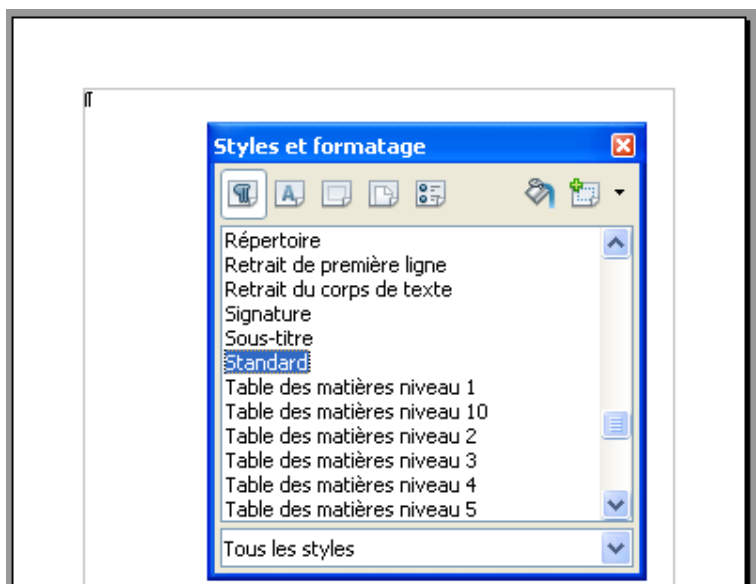 ¶
Styles et formatage
Répertoire
Retrait de première ligne
Retrait du corps de texte
Signature
Sous-titre
Standard
Table des matières niveau 1
Table des matières niveau 10
Table des matières niveau 2
Table des matières niveau 3
Table des matières niveau 4
Table des matières niveau 5
Tous les styles